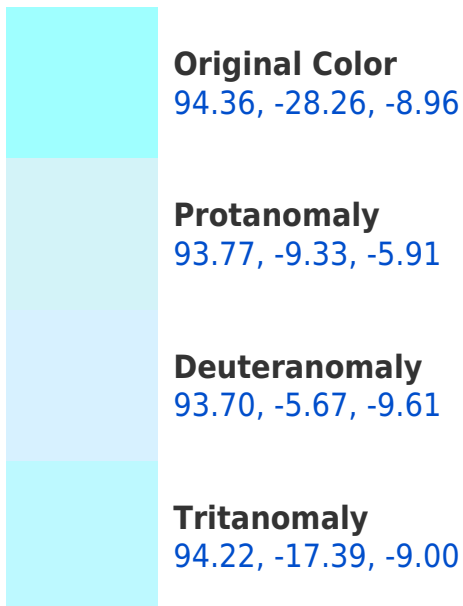 Original Color
94.36, -28.26, -8.96
Protanomaly
93.77, -9.33, -5.91
Deuteranomaly
93.70, -5.67, -9.61
Tritanomaly
94.22, -17.39, -9.00